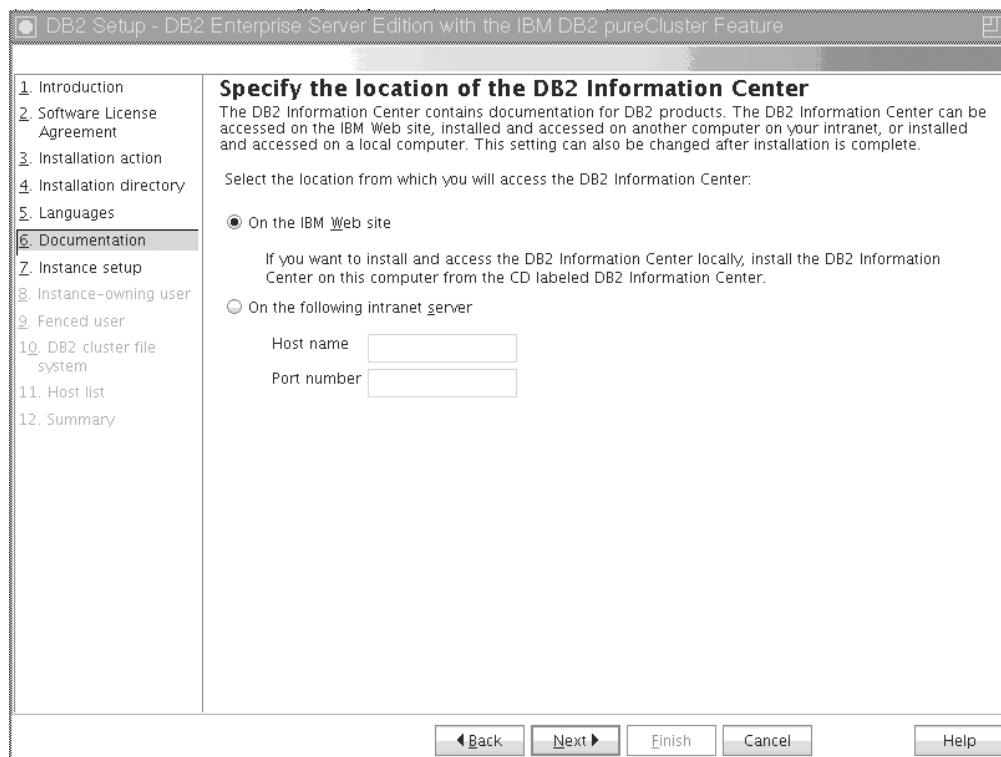 DB2 Setup - DB2 Enterprise Server Edition with the IBM DB2 pureCluster Feature
1. Introduction
2. Software License
Agreement
3. Installation action
4. Installation directory
5. Languages
6. Documentation
7. Instance setup
8. Instance-owning user
9. Fenced user
10. DB2 cluster file
system
11. Host list
12. Summary
Specify the location of the DB2 Information Center
The DB2 Information Center contains documentation for DB2 products. The DB2 Information Center can be
accessed on the IBM Web site, installed and accessed on another computer on your intranet, or installed
and accessed on a local computer. This setting can also be changed after installation is complete.
Select the location from which you will access the DB2 Information Center:
On the IBM Web site
If you want to install and access the DB2 Information Center locally, install the DB2 Information
Center on this computer from the CD labeled DB2 Information Center.
On the following intranet server
Host name
Port number
Back Next Finish Cancel Help